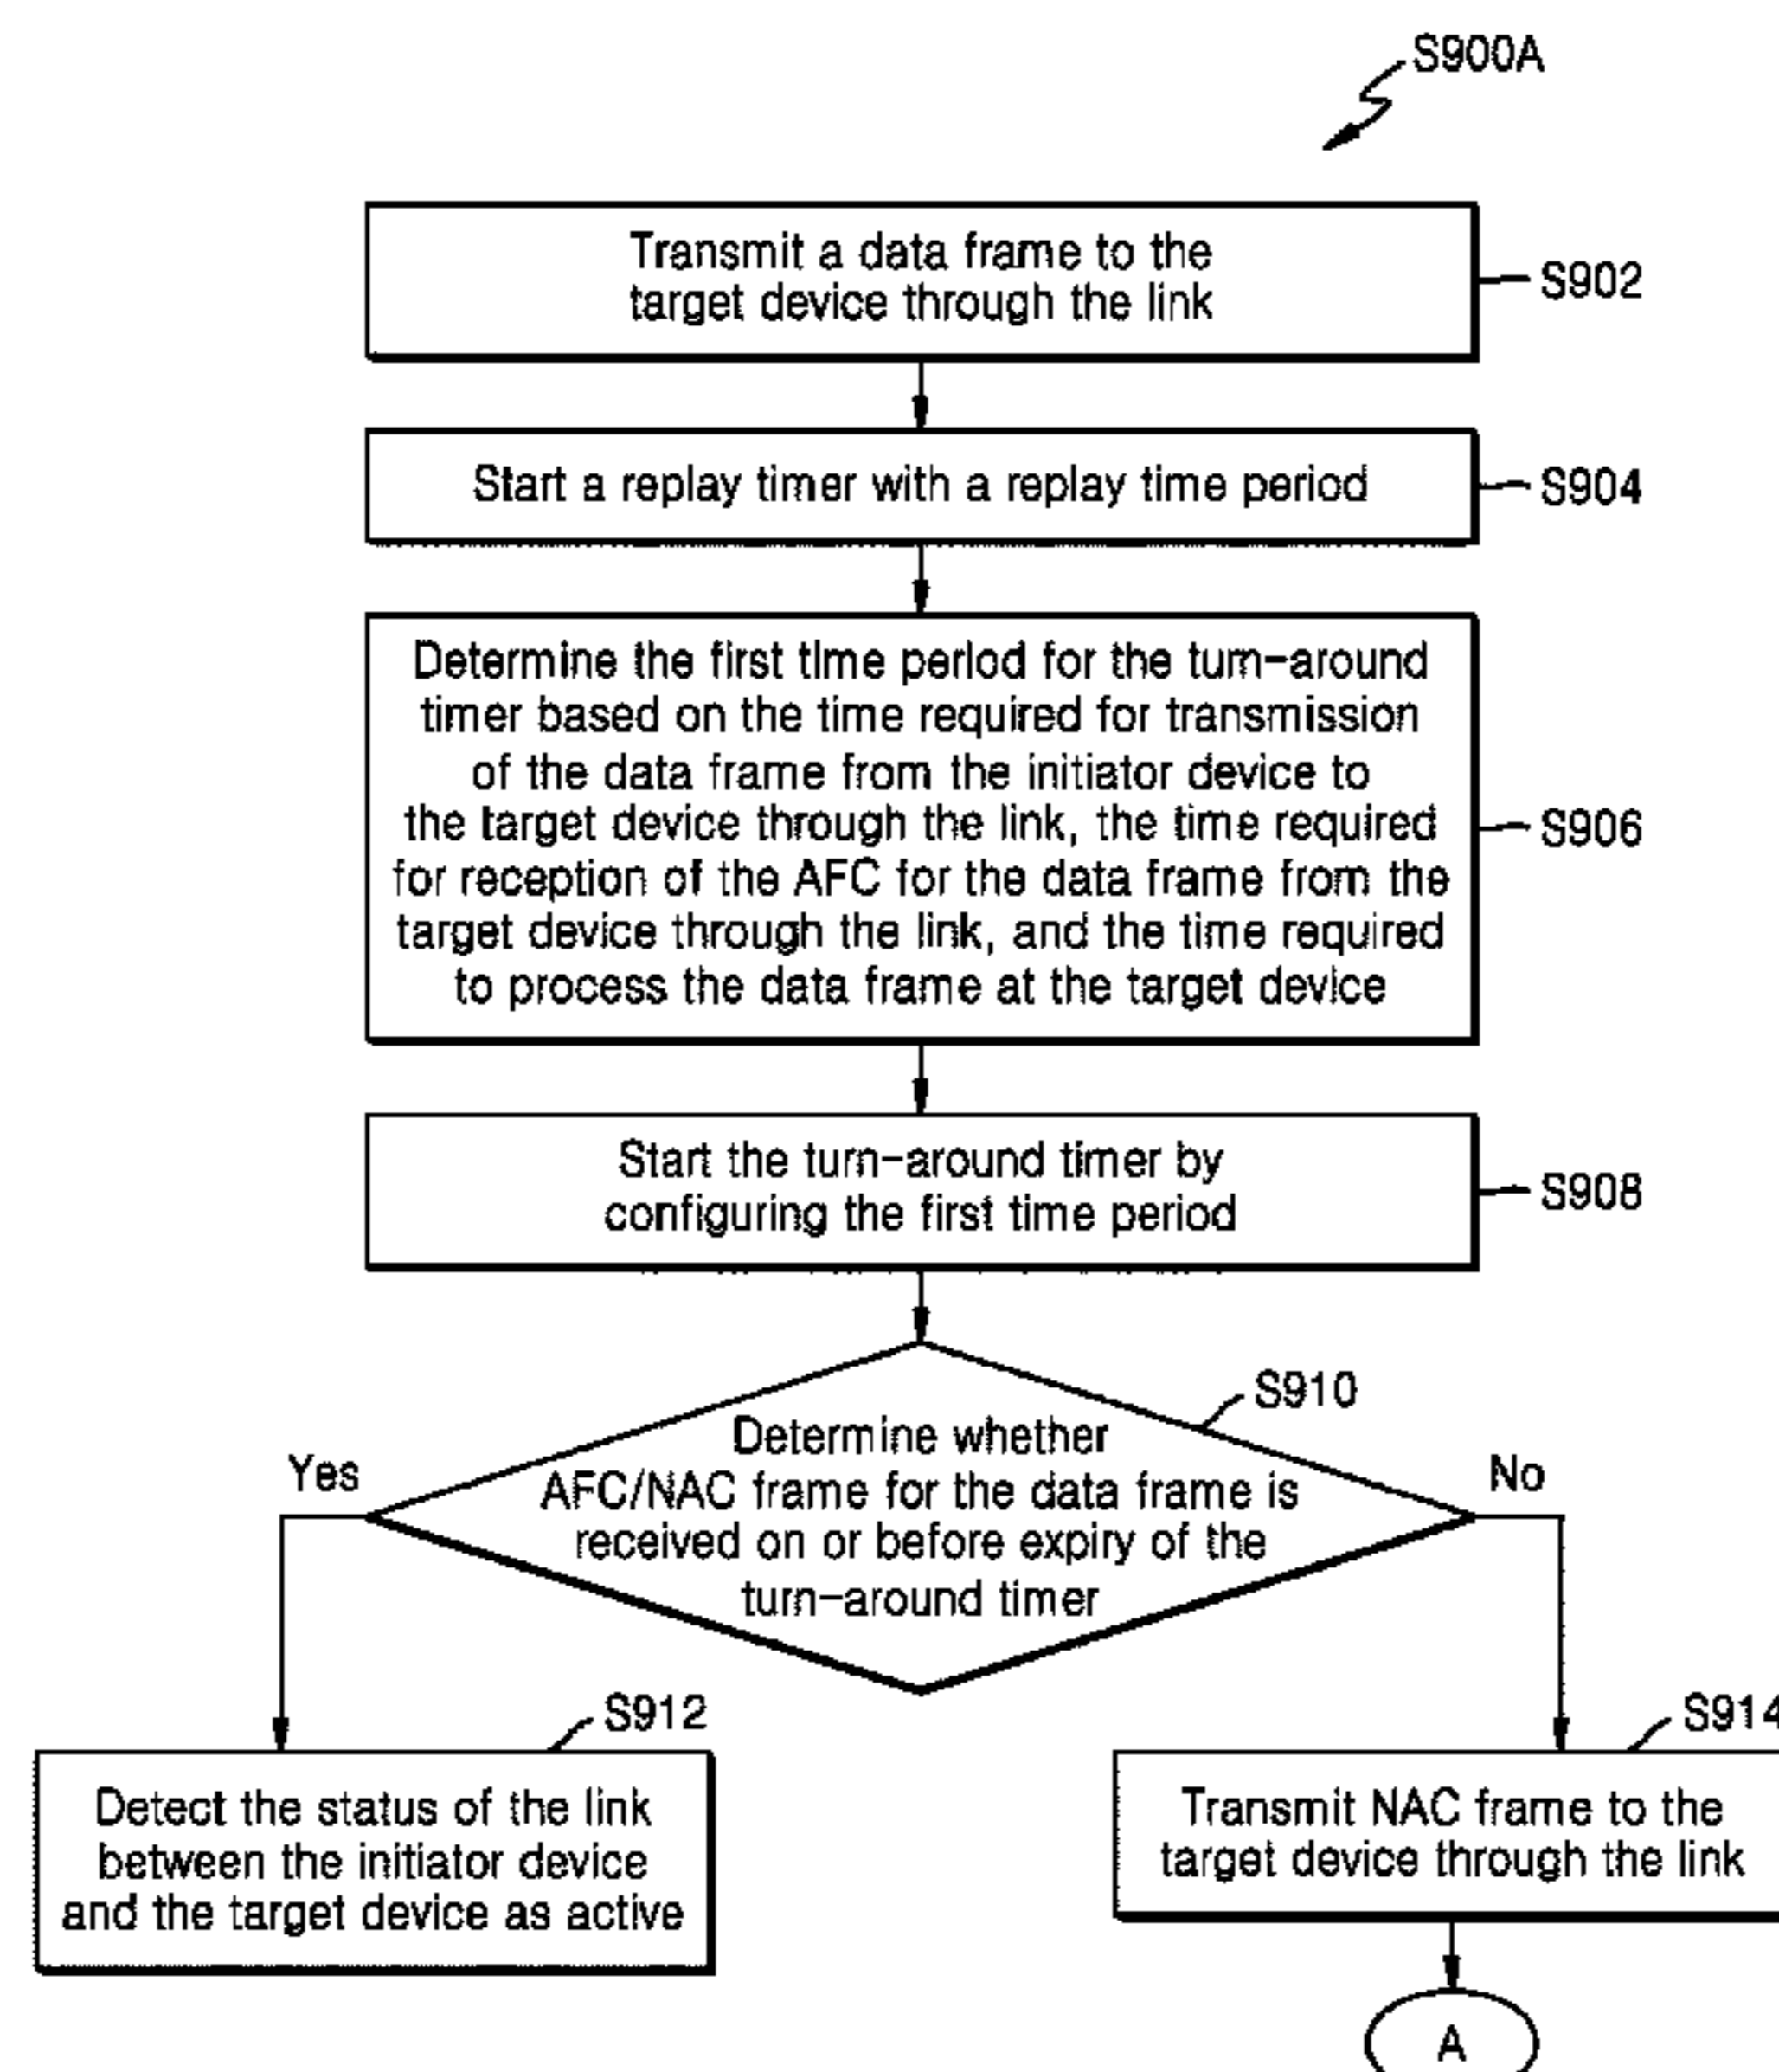 S900A
Transmit a data frame to the
target device through the link
S902
Start a replay timer with a replay time period
S904
Determine the first time period for the turn-around
timer based on the time required for transmission
of the data frame from the initiator device to
the target device through the link, the time required
for reception of the AFC for the data frame from the
target device through the link, and the time required
to process the data frame at the target device
S906
Start the turn-around timer by
configuring the first time period
S908
S910
Determine whether
AFC/NAC frame for the data frame is
received on or before expiry of the
turn-around timer
Yes
No
S912
Detect the status of the link
between the initiator device
and the target device as active
S914
Transmit NAC frame to the
target device through the link
A